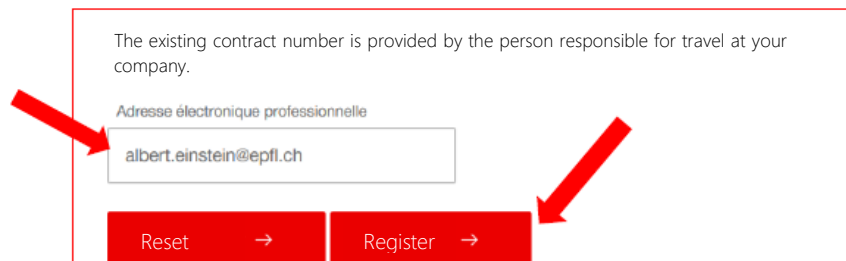 The existing contract number is provided by the person responsible for travel at your
company.
Adresse électronique professionnelle
albert.einstein@epfl.ch
Reset → Register →